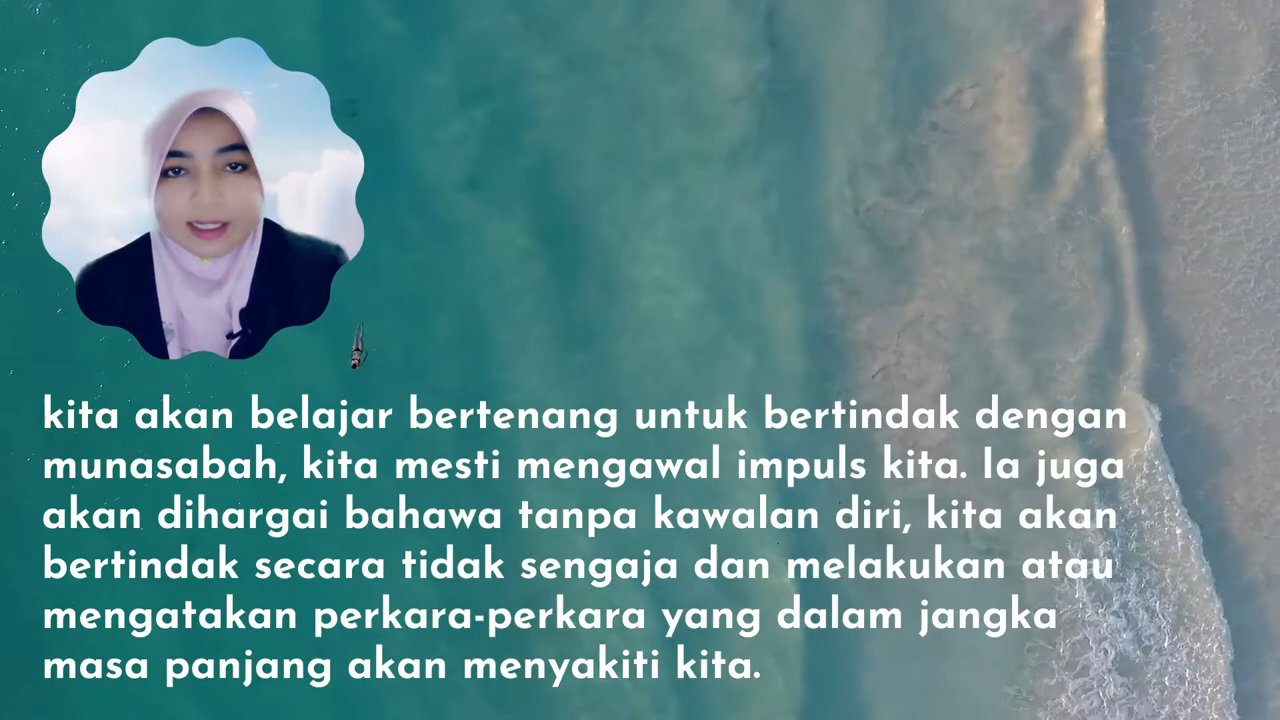 kita akan belajar bertenang untuk bertindak dengan
munasabah, kita mesti mengawal impuls kita. Ia juga
akan dihargai bahawa tanpa kawalan diri, kita akan
bertindak secara tidak sengaja dan melakukan atau
mengatakan perkara-perkara yang dalam jangka
masa panjang akan menyakiti kita.